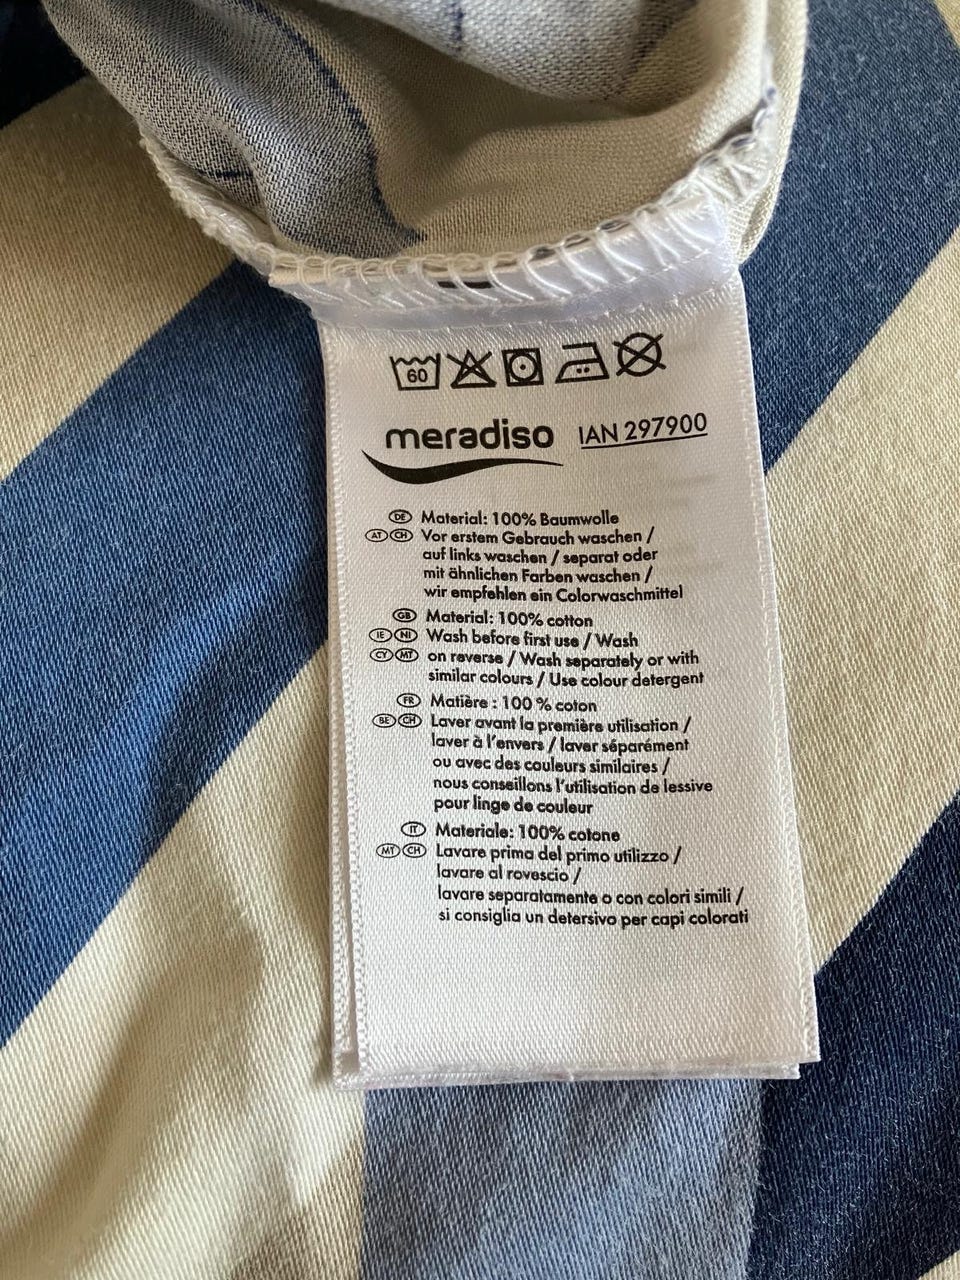 60
meradiso IAN 297900
DE Material: 100% Baumwolle
AT CH Vor erstem Gebrauch waschen /
auf links waschen / separat oder
mit ähnlichen Farben waschen /
wir empfehlen ein Colorwaschmittel
GB Material: 100% cotton
IE NI Wash before first use / Wash
CY MT on reverse / Wash separately or with
similar colours / Use colour detergent
FR Matière : 100 % coton
BE CH Laver avant la première utilisation /
laver à l'envers / laver séparément
ou avec des couleurs similaires /
nous conseillons l'utilisation de lessive
pour linge de couleur
IT Materiale: 100% cotone
MT CH Lavare prima del primo utilizzo /
lavare al rovescio /
lavare separatamente o con colori simili /
si consiglia un detersivo per capi colorati